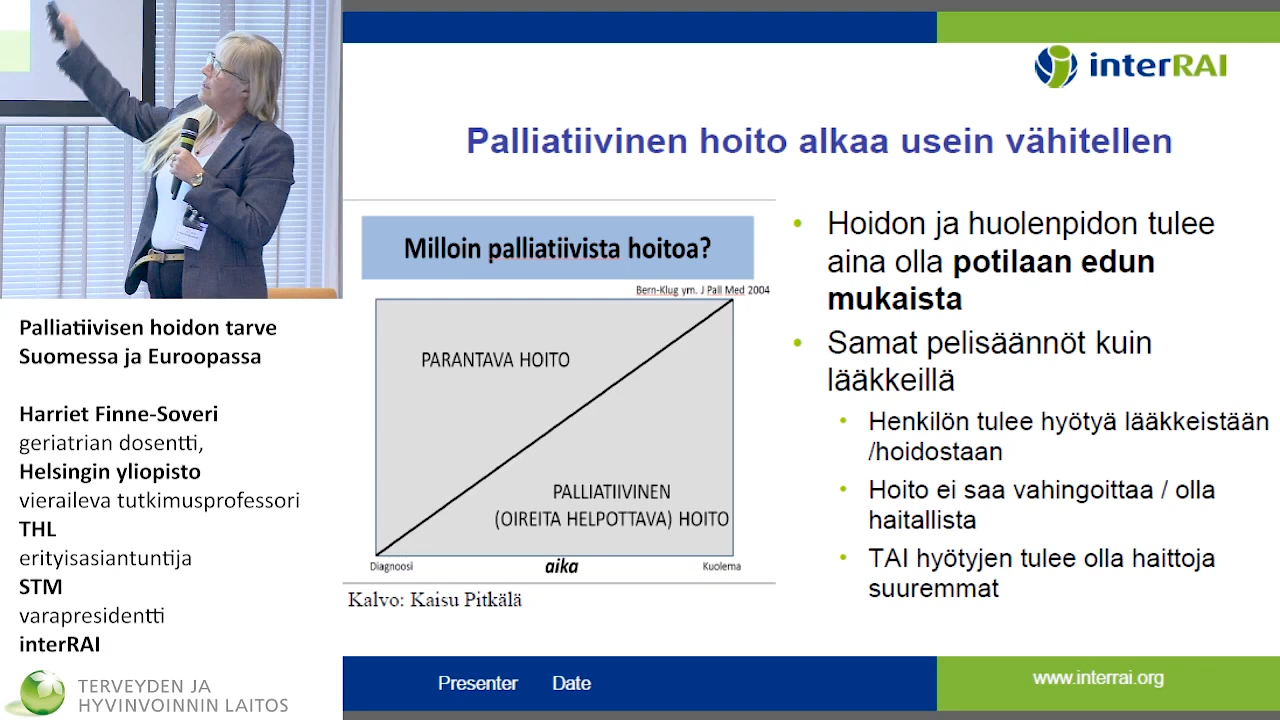 Palliatiivisen hoidon tarve
Suomessa ja Euroopassa
Harriet Finne-Soveri
geriatrian dosentti,
Helsingin yliopisto
vieraileva tutkimusprofessori
THL
erityisasiantuntija
STM
varapresidentti
interRAI
TERVEYDEN JA
HYVINVOINNIN LAITOS
interRAI
Palliatiivinen hoito alkaa usein vähitellen
Milloin palliatiivista hoitoa?
Bern-Klug ym. J Pall Med 2004
PARANTAVA HOITO
PALLIATIIVINEN
(OIREITA HELPOTTAVA) HOITO
Diagnoosi aika Kuolema
Kalvo: Kaisu Pitkälä
• Hoidon ja huolenpidon tulee
aina olla potilaan edun
mukaista
• Samat pelisäännöt kuin
lääkkeillä
• Henkilön tulee hyötyä lääkkeistään
/hoidostaan
• Hoito ei saa vahingoittaa / olla
haitallista
• TAI hyötyjen tulee olla haittoja
suuremmat
Presenter Date
www.interrai.org